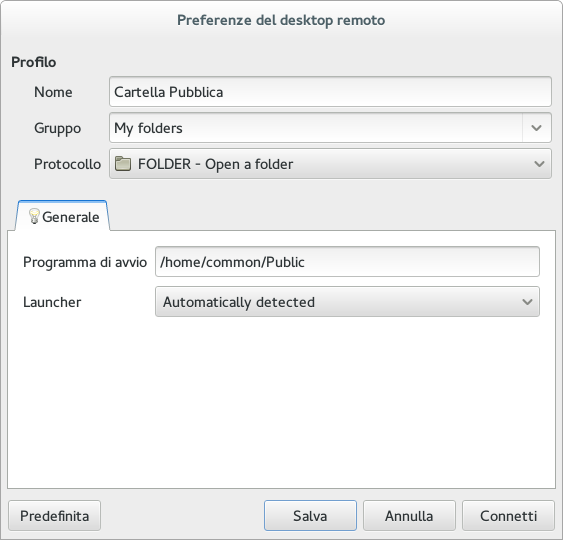 Preferenze del desktop remoto
Profilo
Nome Cartella Pubblica
Gruppo My folders
Protocollo FOLDER - Open a folder
Generale
Programma di avvio /home/common/Public
Launcher Automatically detected
Predefinita Salva Annulla Connetti